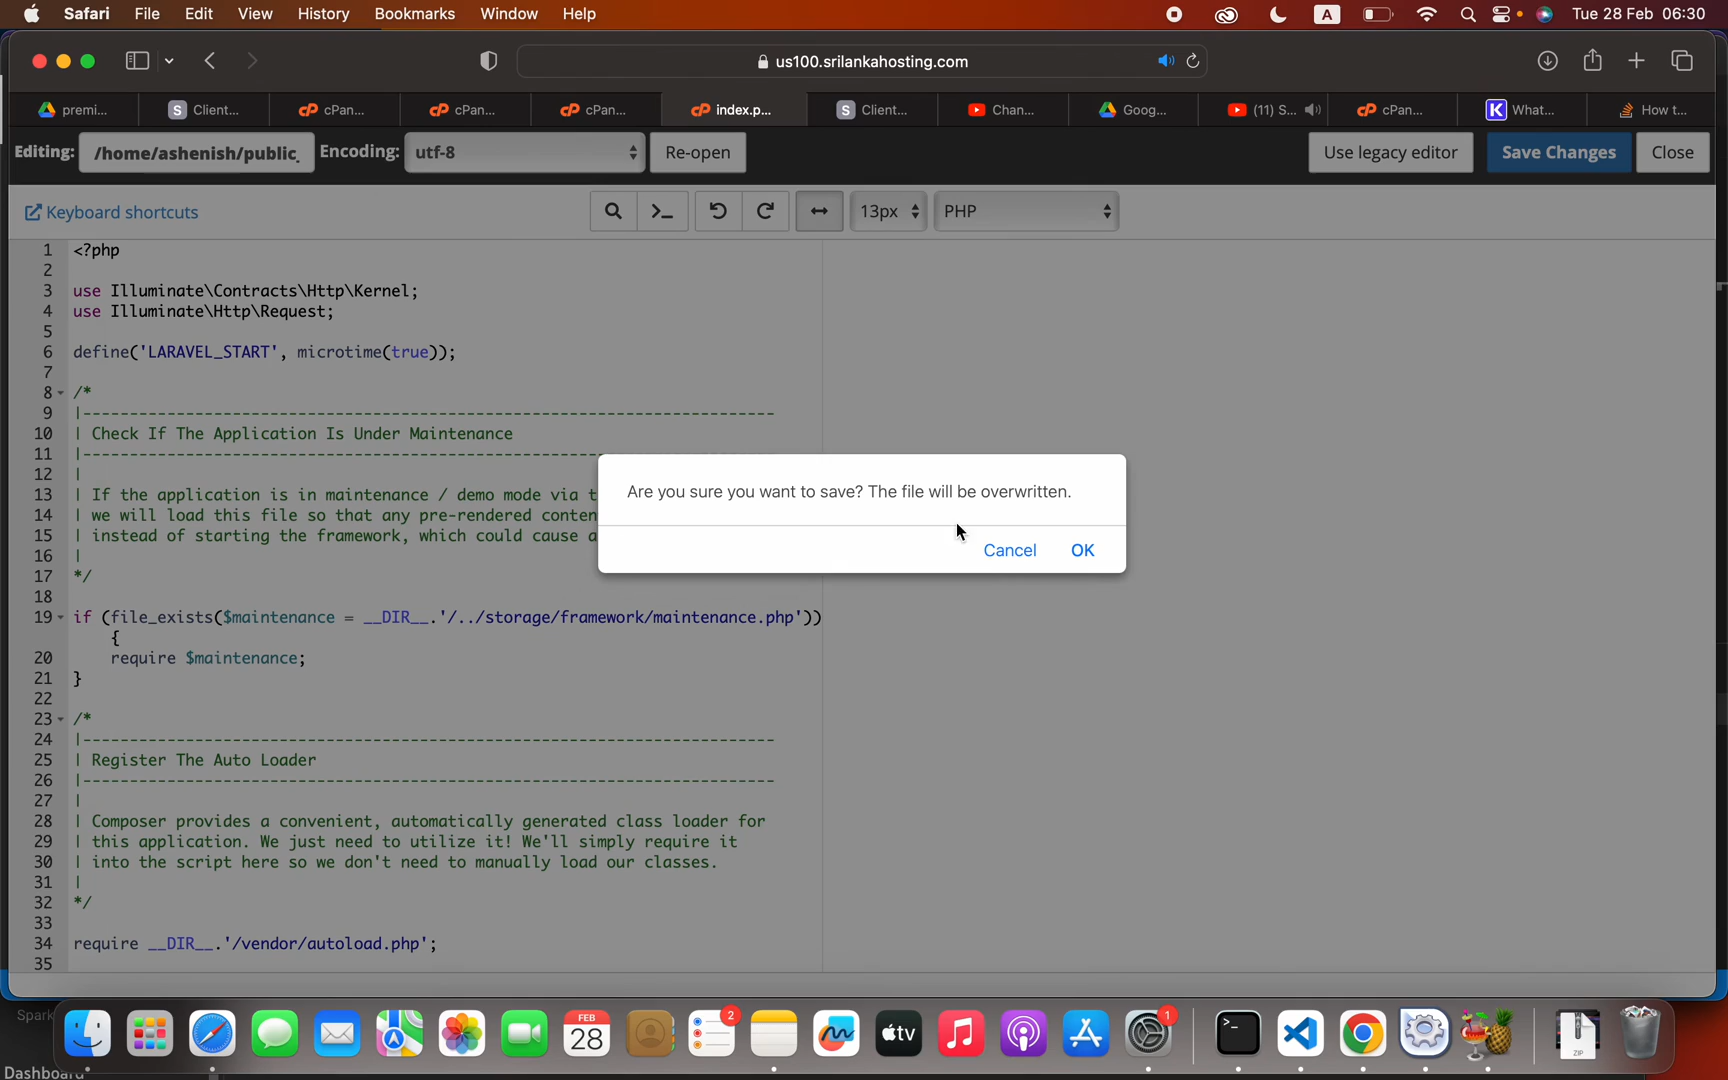 Safari File Edit View History Bookmarks Window Help A Tue 28 Feb 06:30
us100.srilankahosting.com
premi... S Client... cP cPan... cP cPan... cP cPan... cP index.p... S Client... Chan... Goog... (11) S... cP cPan... K What... How t...
Editing: /home/ashenish/public_ Encoding: utf-8 Re-open Use legacy editor Save Changes Close
Keyboard shortcuts >_ 13px PHP
1 <?php
2
3 use Illuminate\Contracts\Http\Kernel;
4 use Illuminate\Http\Request;
5
6 define('LARAVEL_START', microtime(true));
7
8 /*
9 |--------------------------------------------------------------------------
10 | Check If The Application Is Under Maintenance
11 |--------------------------------------------------------------------------
12 |
13 | If the application is in maintenance / demo mode via t
14 | we will load this file so that any pre-rendered conten
15 | instead of starting the framework, which could cause a
16 |
17 */
18
19 if (file_exists($maintenance = __DIR__.'/../storage/framework/maintenance.php'))
{
20 require $maintenance;
21 }
22
23 /*
24 |--------------------------------------------------------------------------
25 | Register The Auto Loader
26 |--------------------------------------------------------------------------
27 |
28 | Composer provides a convenient, automatically generated class loader for
29 | this application. We just need to utilize it! We'll simply require it
30 | into the script here so we don't need to manually load our classes.
31 |
32 */
33
34 require __DIR__.'/vendor/autoload.php';
35
Are you sure you want to save? The file will be overwritten.
Cancel OK
Spark
FEB
28
2
tv
1
>_
ZIP
Dashboard